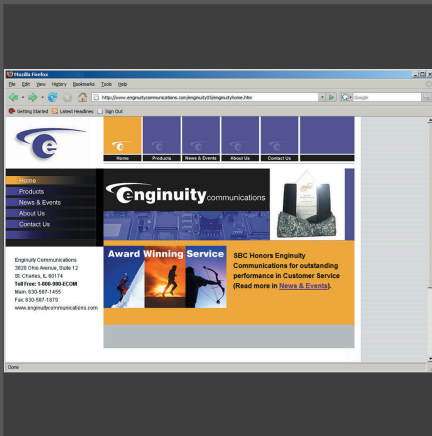 Mozilla Firefox
File Edit View History Bookmarks Tools Help
http://www.enginuitycommunications.com/enginuity05/enginuity/home.htm
Google
Getting Started Latest Headlines Sign Out
e
Home Products News & Events About Us Contact Us
Home
Products
News & Events
About Us
Contact Us
enginuity communications
Award Winning Service
SBC Honors Enginuity
Communications for outstanding
performance in Customer Service
(Read more in News & Events).
Enginuity Communications
3820 Ohio Avenue, Suite 12
St. Charles, IL 60174
Toll Free: 1-800-980-ECOM
Main: 630-587-1455
Fax: 630-587-1879
www.enginuitycommunications.com
Done